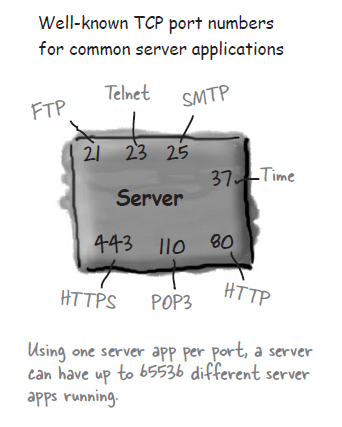 Well-known TCP port numbers
for common server applications
FTP
Telnet
SMTP
21
23
25
37
Time
Server
443
110
80
HTTPS
POP3
HTTP
Using one server app per port, a server
can have up to 65536 different server
apps running.